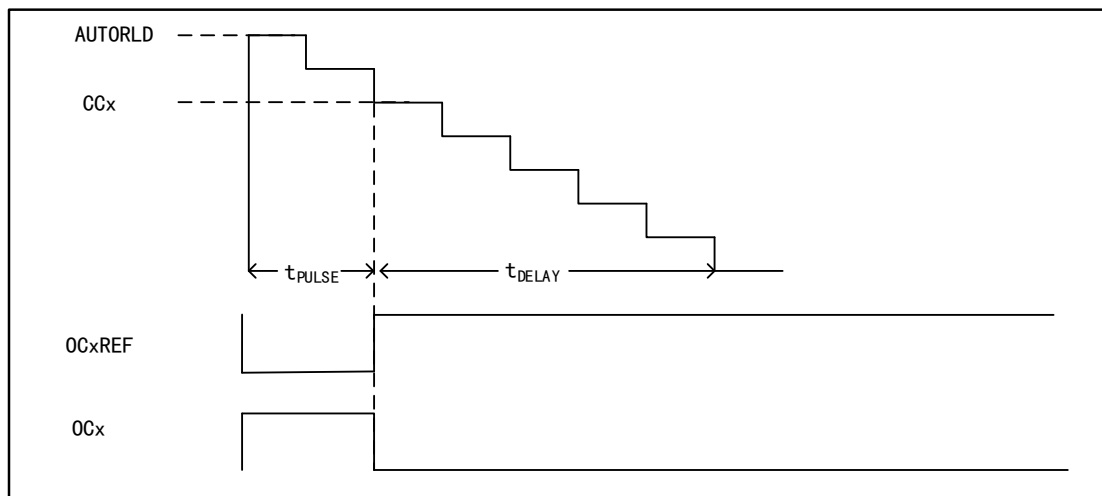 AUTORLD
CCx
tPULSE
tDELAY
OCxREF
OCx